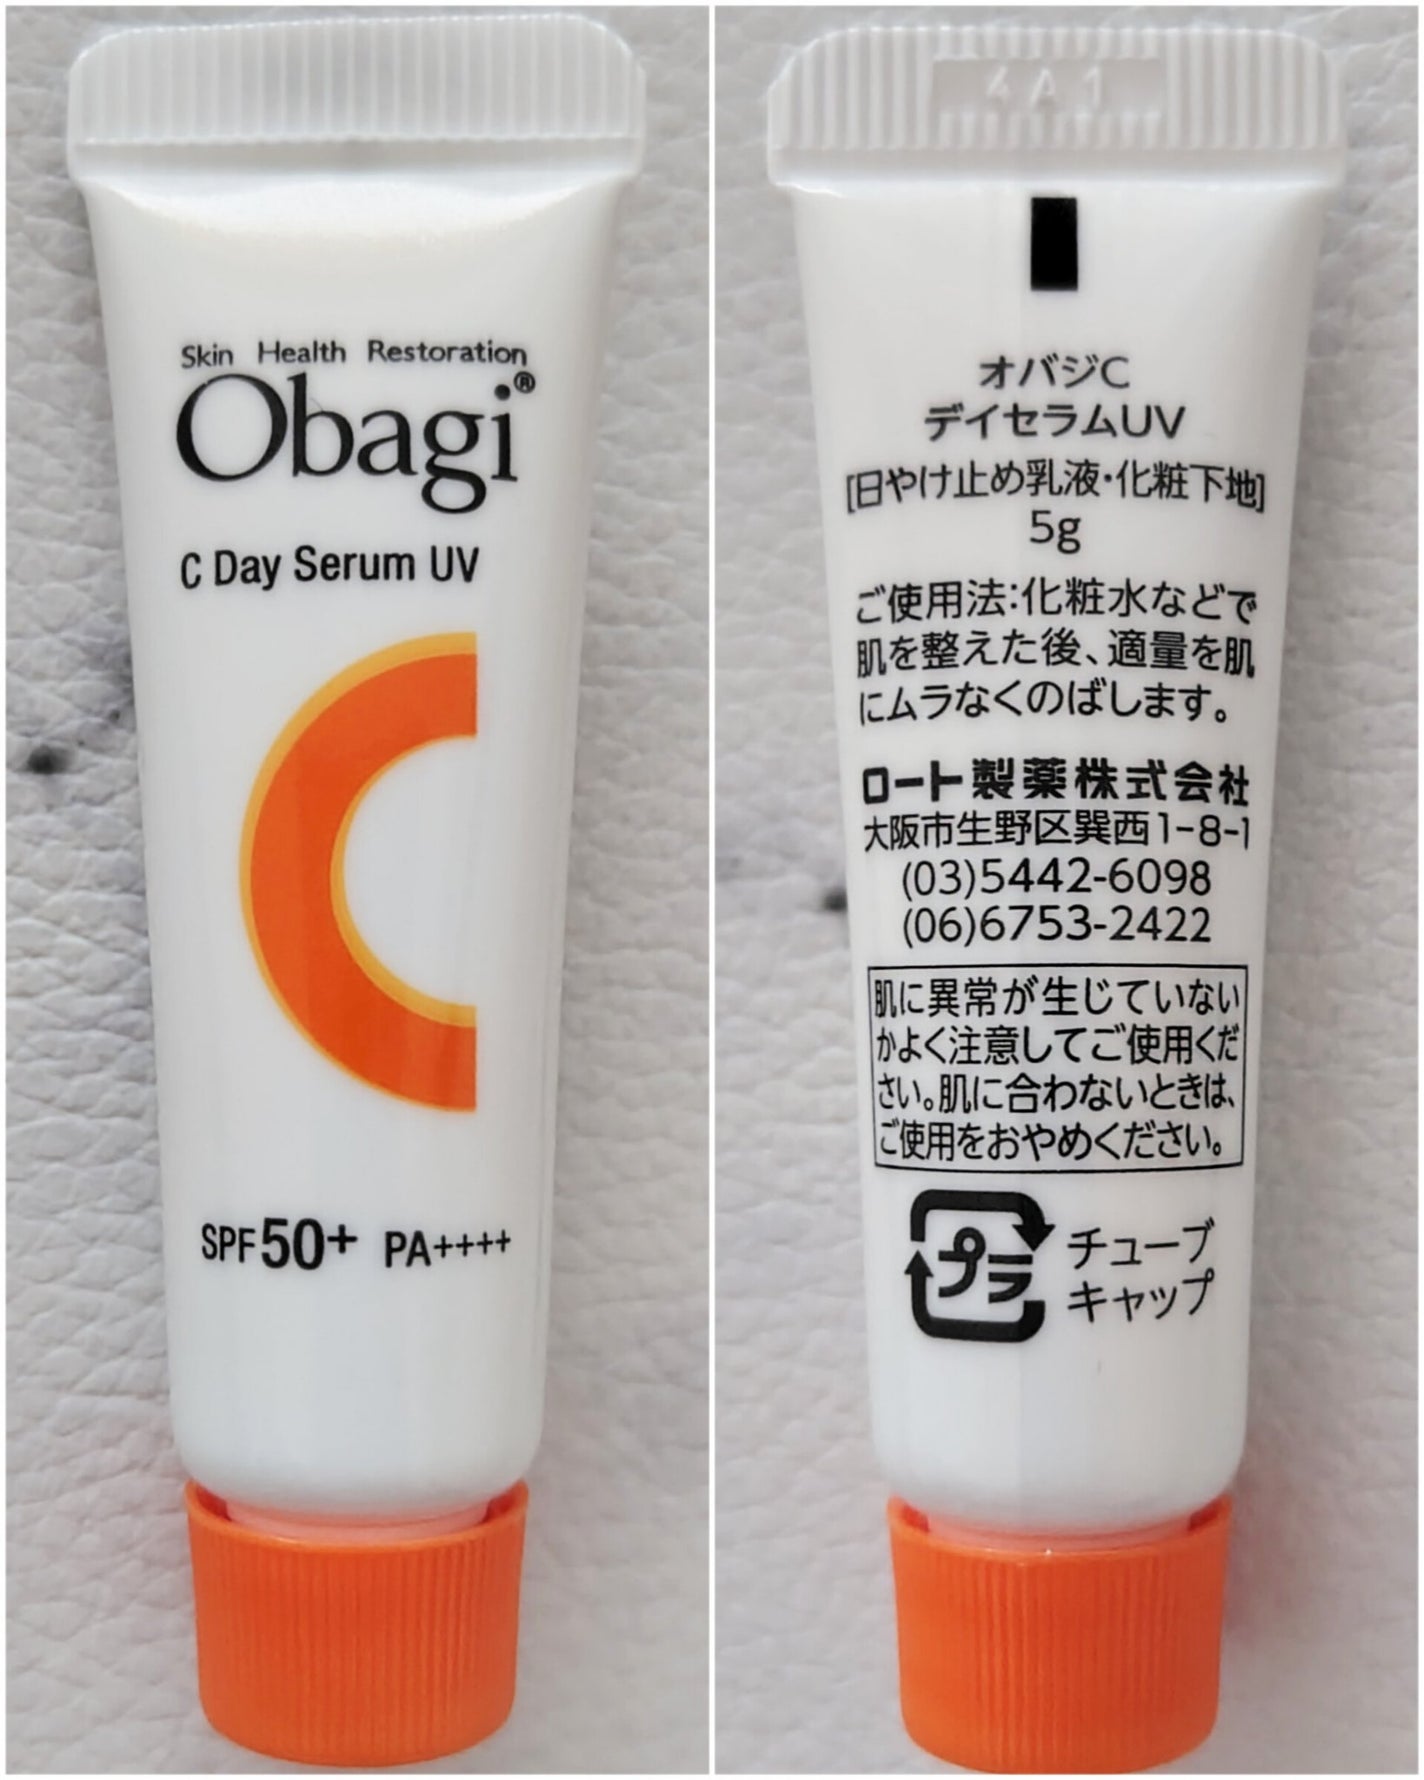 Skin Health Restoration
Obagi®
C Day Serum UV
SPF50+ PA++++
4A1
オバジC
デイセラムUV
[日やけ止め乳液・化粧下地]
5g
ご使用法:化粧水などで
肌を整えた後、適量を肌
にムラなくのばします。
ロート製薬株式会社
大阪市生野区巽西1-8-1
(03)5442-6098
(06)6753-2422
肌に異常が生じていない
かよく注意してご使用くだ
さい。肌に合わないときは、
ご使用をおやめください。
プラ
チューブ
キャップ